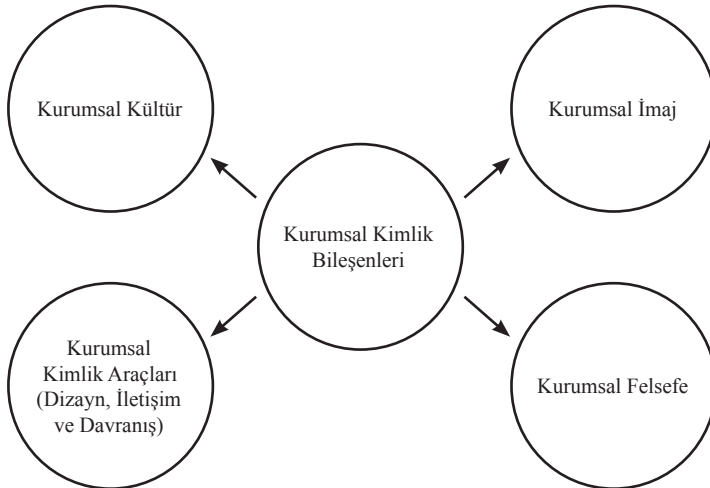 Kurumsal Kültür
Kurumsal İmaj
Kurumsal Kimlik
Bileşenleri
Kurumsal
Kimlik Araçları
(Dizayn, İletişim
ve Davranış)
Kurumsal Felsefe